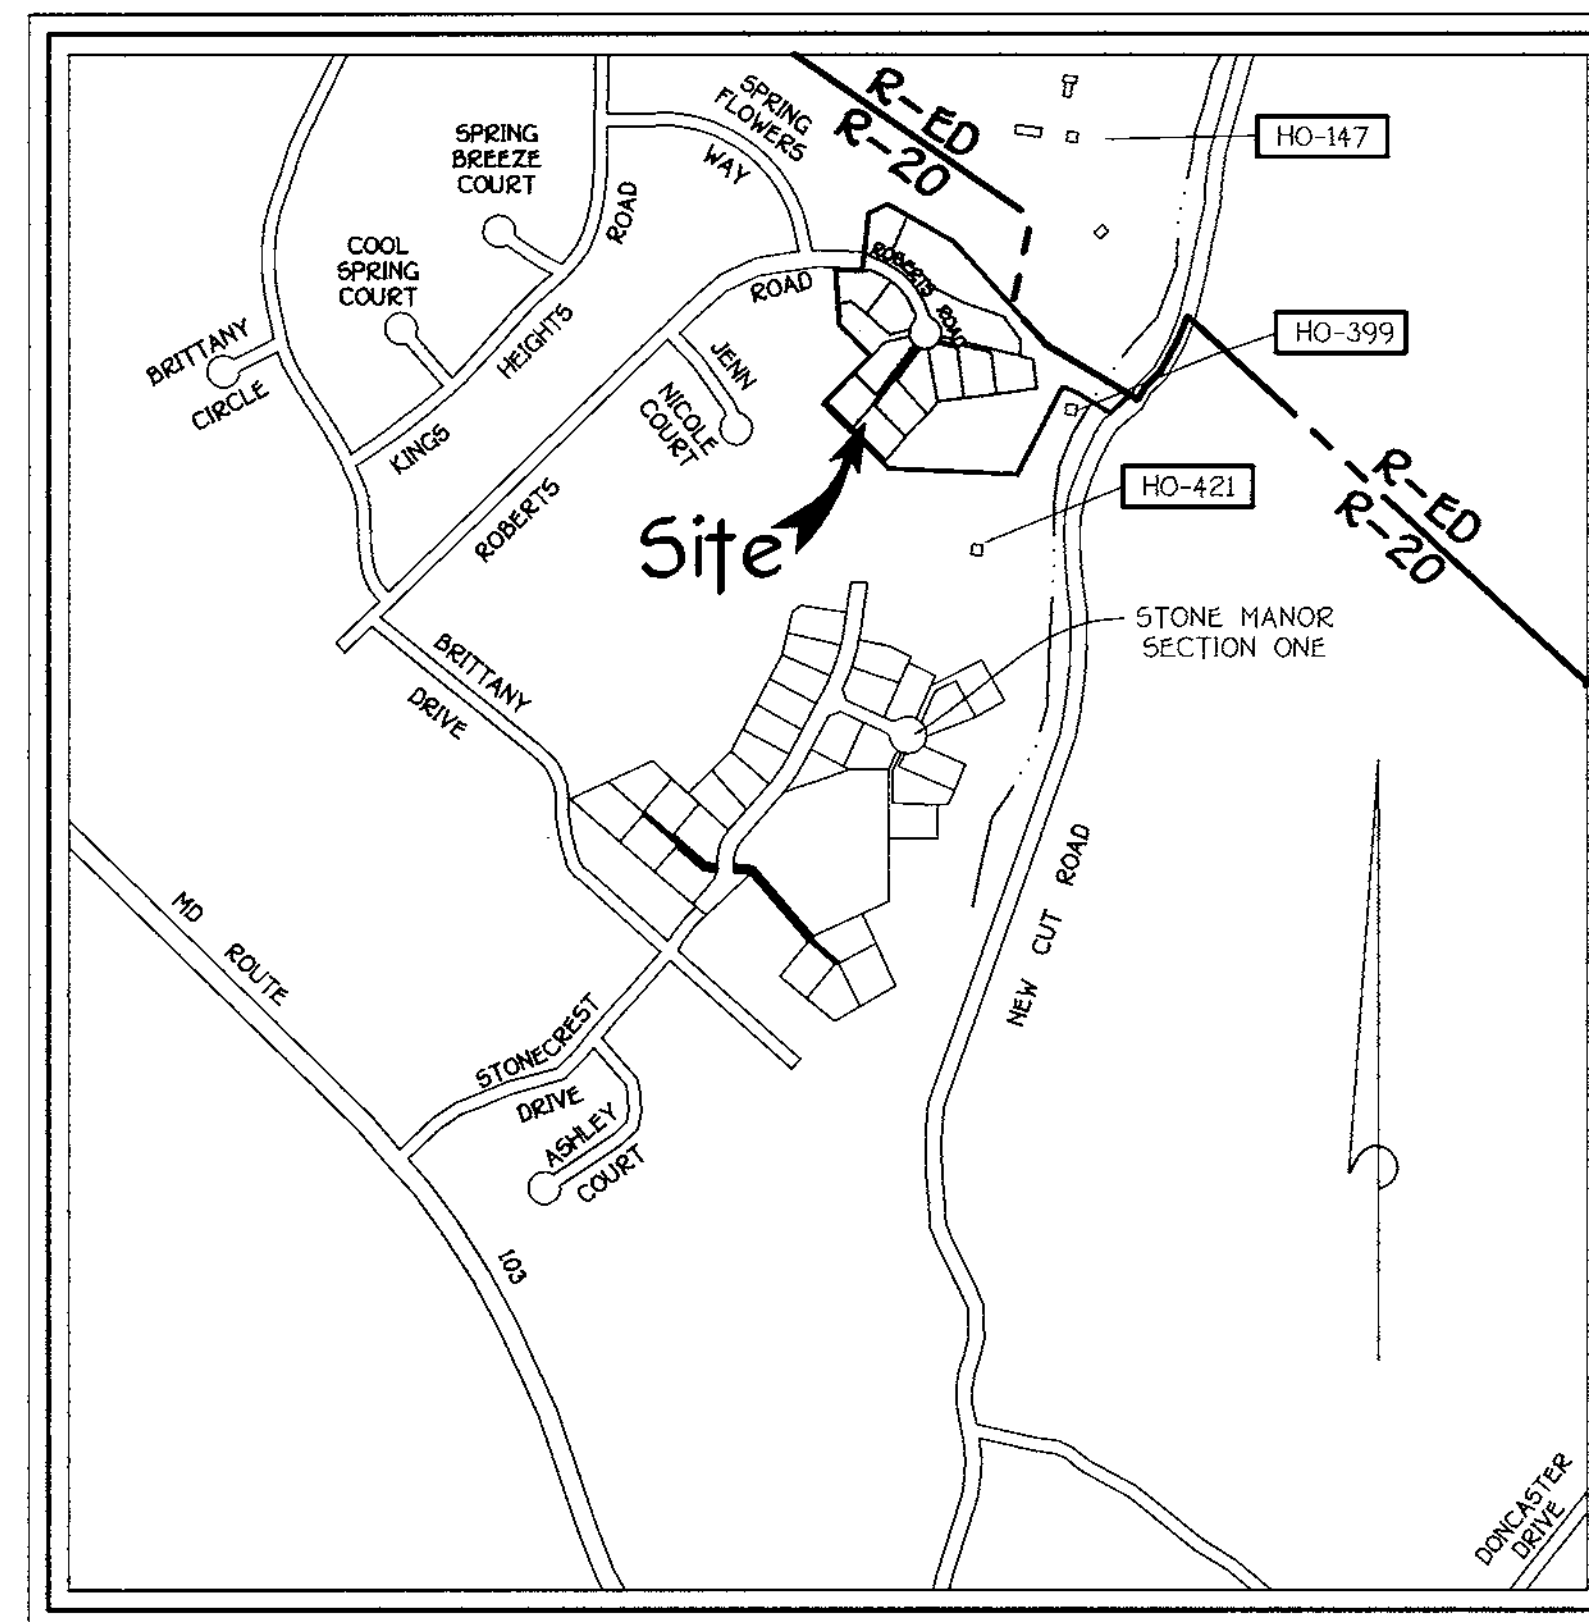 R-ED
R-20
HO-147
SPRING
FLOWERS
WAY
SPRING
BREEZE
COURT
ROAD
COOL
SPRING
COURT
ROBERTS
ROAD
ROAD
HO-399
BRITTANY
CIRCLE
HEIGHTS
KINGS
JENN
NICOLE
COURT
ROBERTS
HO-421
R-ED
R-20
Site
STONE MANOR
SECTION ONE
BRITTANY
DRIVE
MD ROUTE
103
NEW CUT ROAD
STONECREST
DRIVE
ASHLEY
COURT
DONCASTER
DRIVE